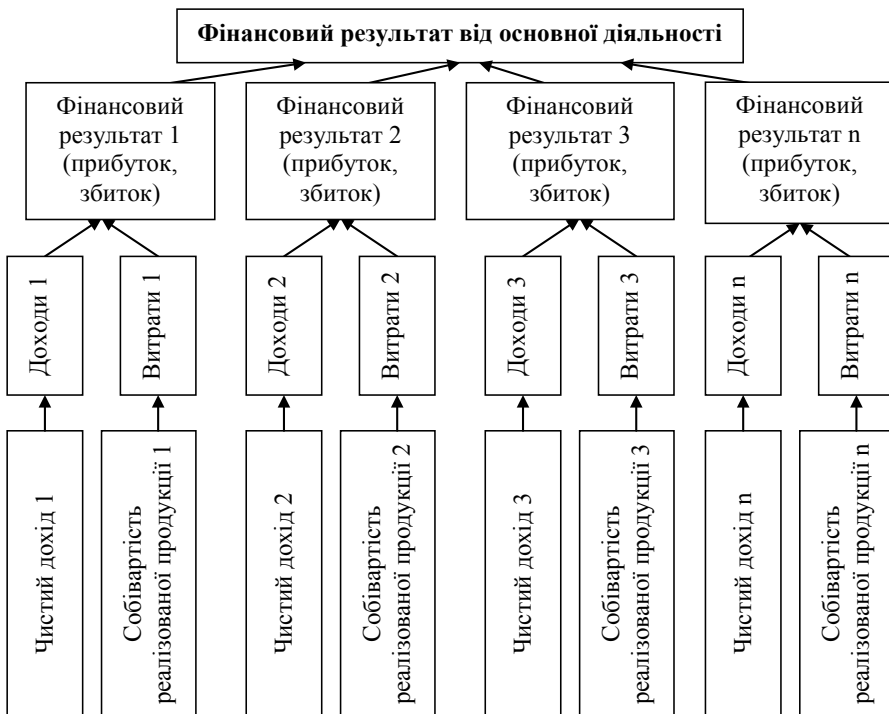 Фінансовий результат від основної діяльності
Фінансовий
результат 1
(прибуток,
збиток)
Фінансовий
результат 2
(прибуток,
збиток)
Фінансовий
результат 3
(прибуток,
збиток)
Фінансовий
результат n
(прибуток,
збиток)
Доходи 1
Витрати 1
Доходи 2
Витрати 2
Доходи 3
Витрати 3
Доходи n
Витрати n
Чистий дохід 1
Собівартість
реалізованої продукції 1
Чистий дохід 2
Собівартість
реалізованої продукції 2
Чистий дохід 3
Собівартість
реалізованої продукції 3
Чистий дохід n
Собівартість
реалізованої продукції n